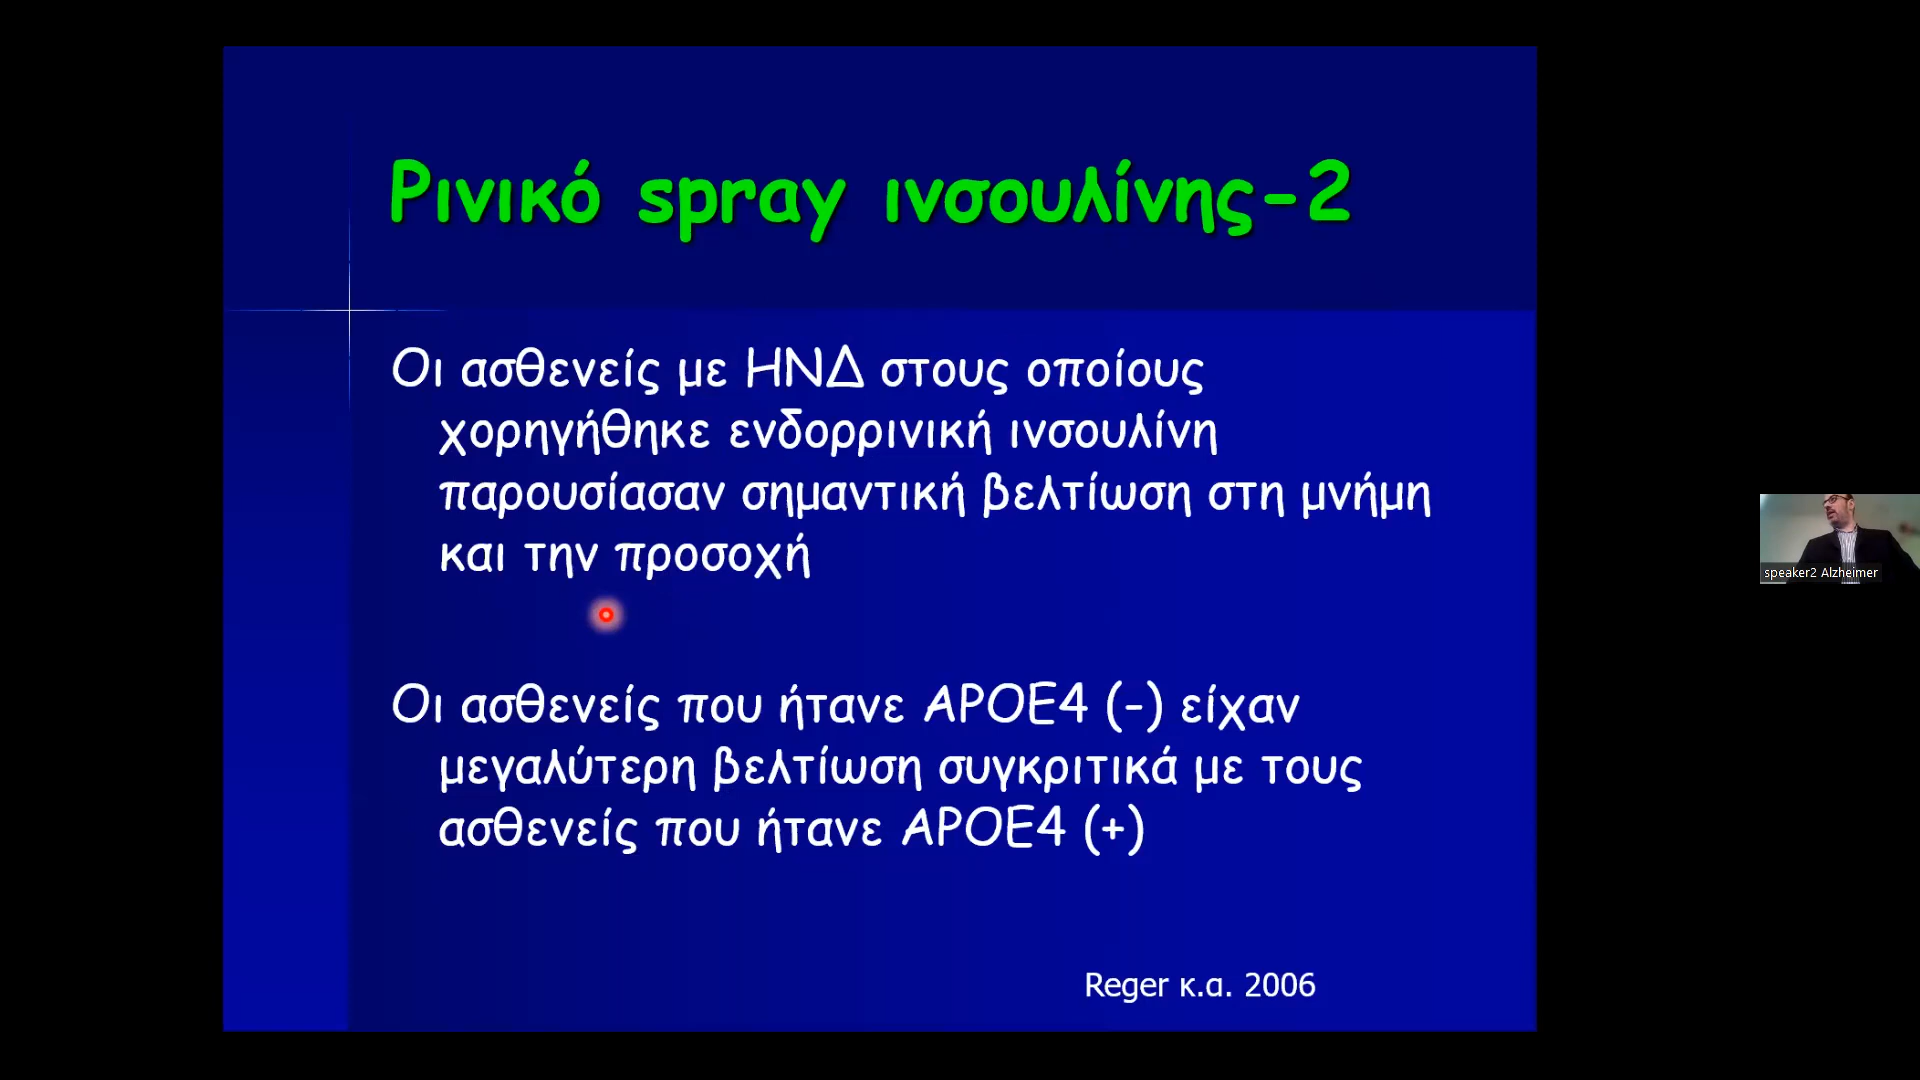 Ρινικό spray ινσουλίνης-2
Οι ασθενείς με ΗΝΔ στους οποίους
χορηγήθηκε ενδορρινική ινσουλίνη
παρουσίασαν σημαντική βελτίωση στη μνήμη
και την προσοχή
Οι ασθενείς που ήτανε APOE4 (-) είχαν
μεγαλύτερη βελτίωση συγκριτικά με τους
ασθενείς που ήτανε APOE4 (+)
Reger κ.α. 2006
speaker2 Alzheimer